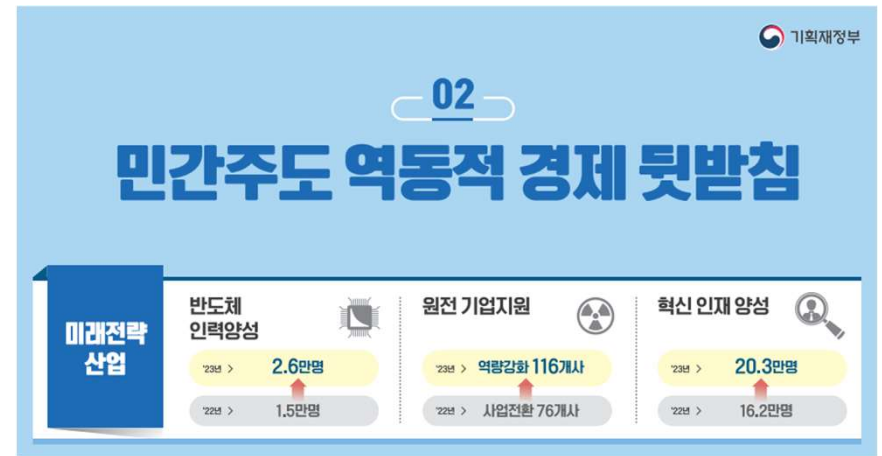 기획재정부
02
민간주도 역동적 경제 뒷받침
미래전략
산업
반도체
인력양성
'23년 > 2.6만명
'22년 > 1.5만명
원전 기업지원
'23년 > 역량강화 116개사
'22년 > 사업전환 76개사
혁신 인재 양성
'23년 > 20.3만명
'22년 > 16.2만명